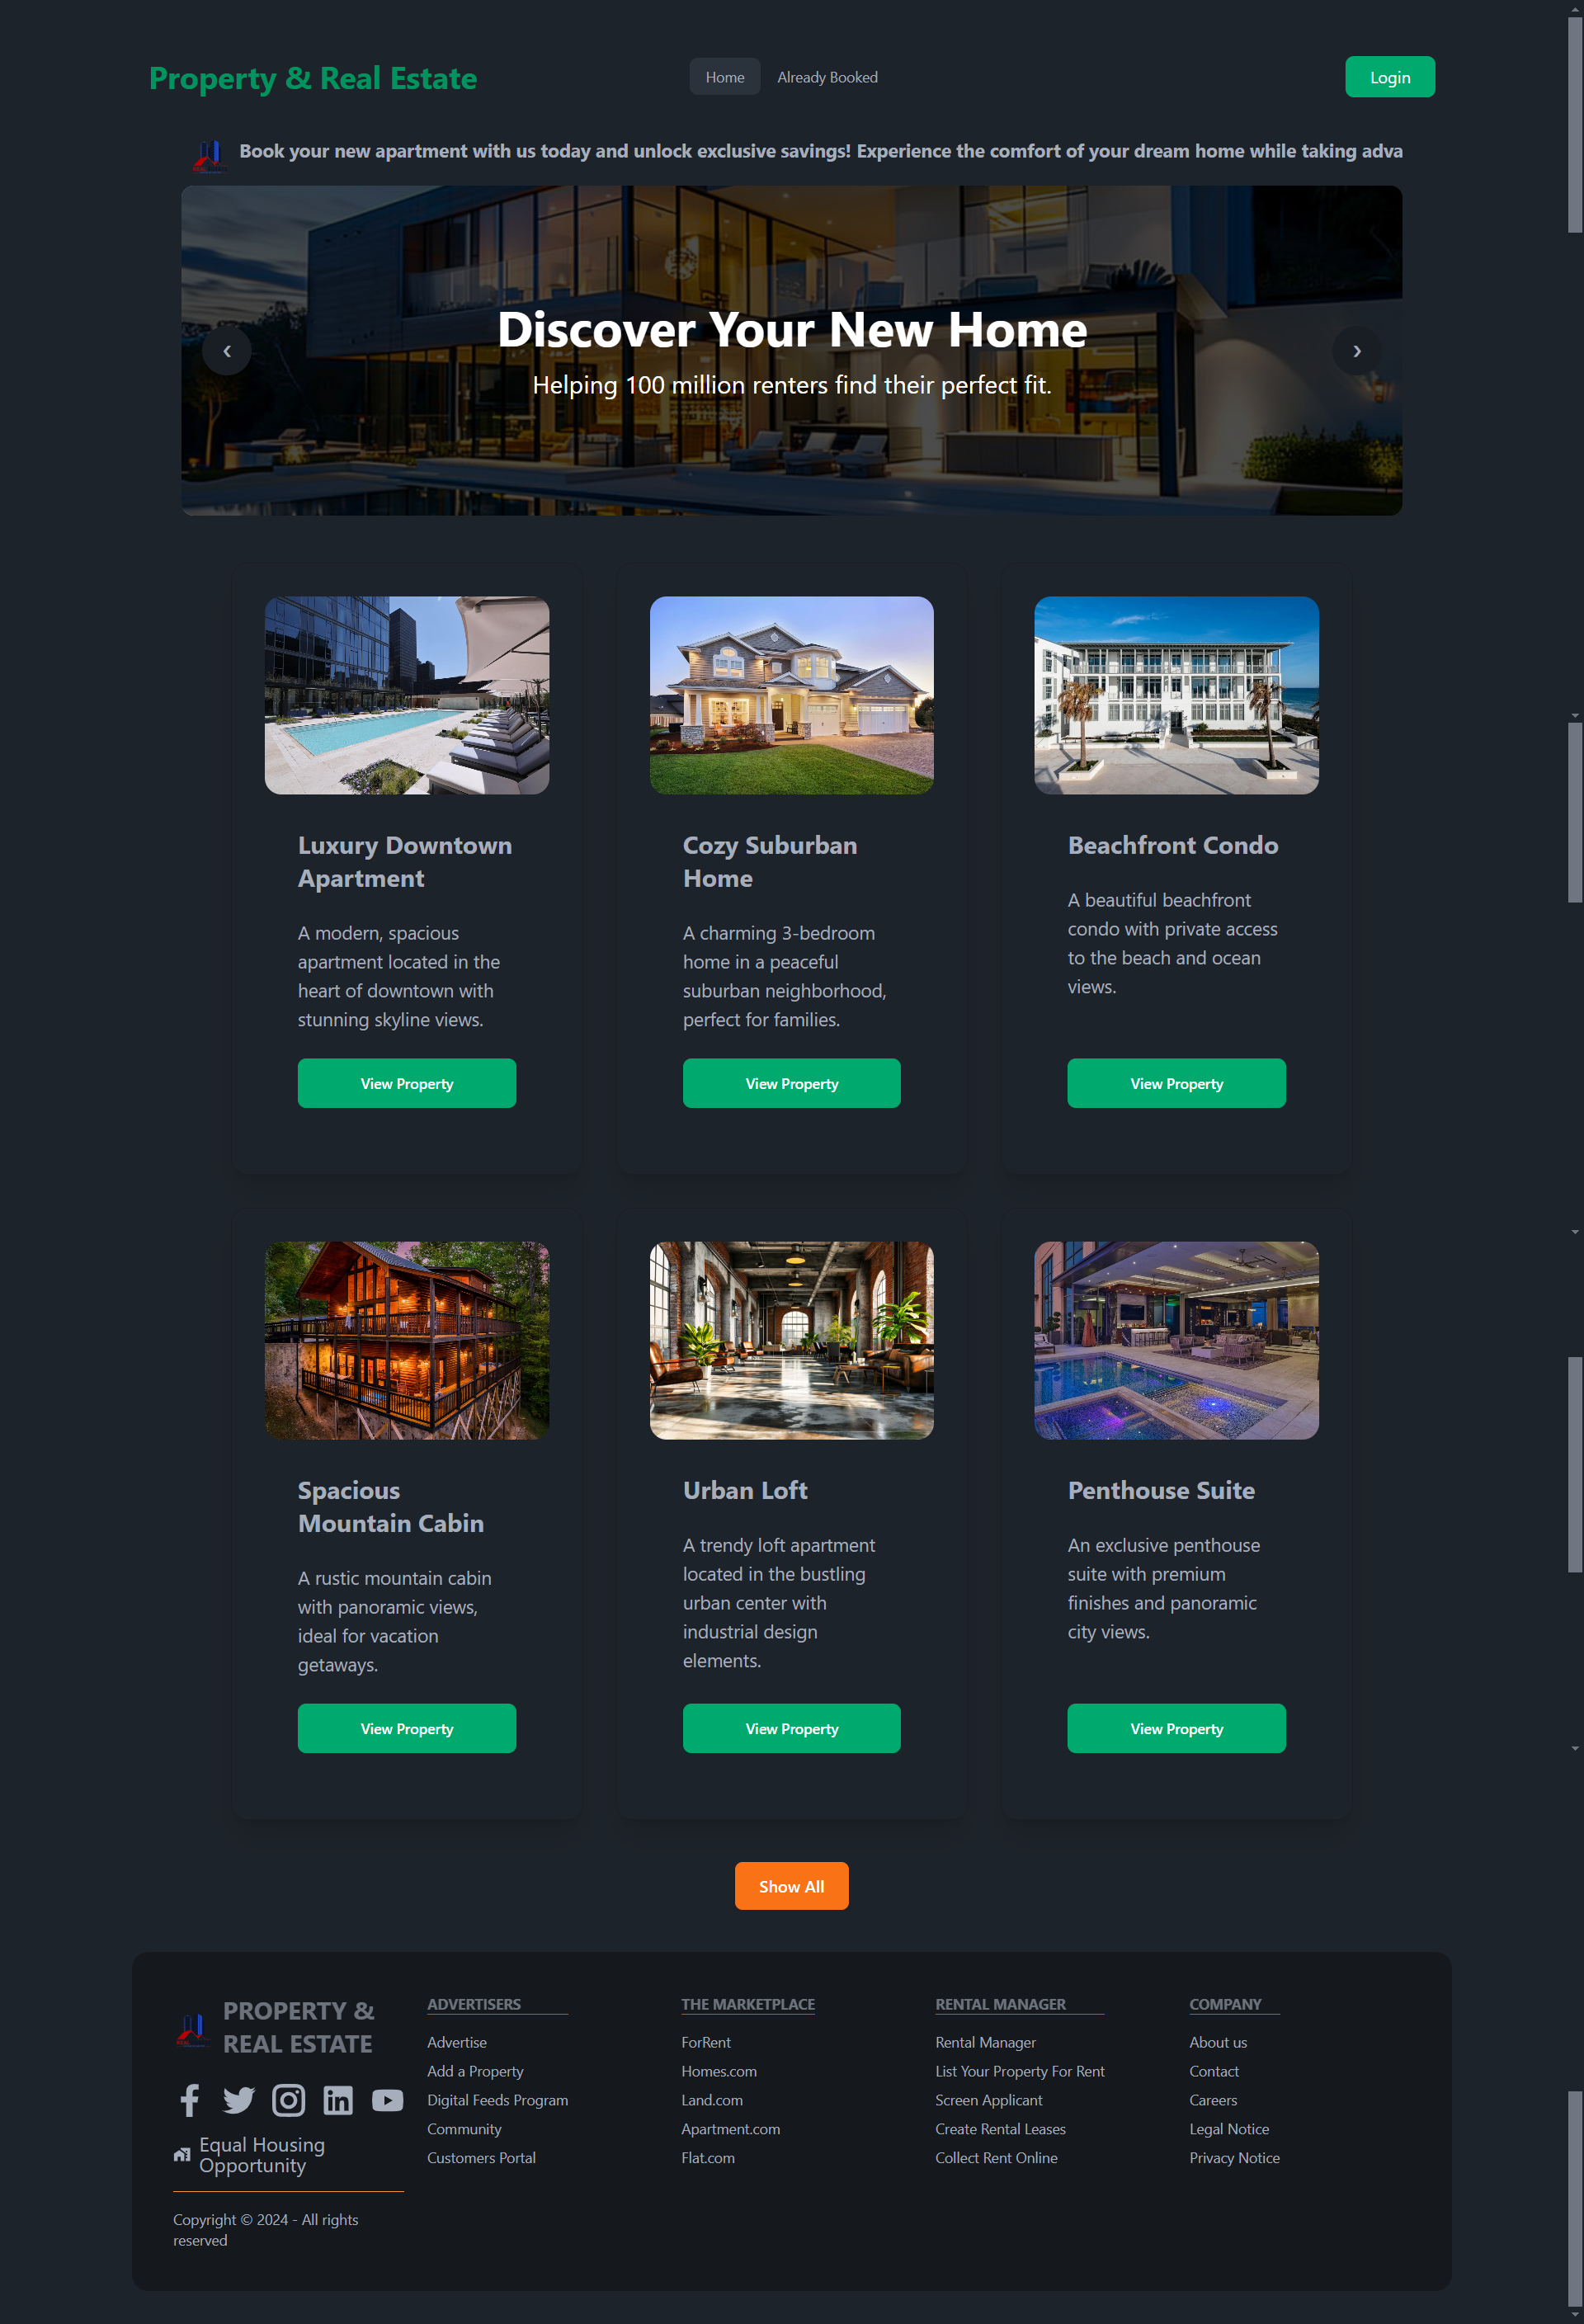 Property & Real Estate
Home
Already Booked
Login
Book your new apartment with us today and unlock exclusive savings! Experience the comfort of your dream home while taking adva
Discover Your New Home
Helping 100 million renters find their perfect fit.
Luxury Downtown
Apartment
A modern, spacious
apartment located in the
heart of downtown with
stunning skyline views.
View Property
Cozy Suburban
Home
A charming 3-bedroom
home in a peaceful
suburban neighborhood,
perfect for families.
View Property
Beachfront Condo
A beautiful beachfront
condo with private access
to the beach and ocean
views.
View Property
Spacious
Mountain Cabin
A rustic mountain cabin
with panoramic views,
ideal for vacation
getaways.
View Property
Urban Loft
A trendy loft apartment
located in the bustling
urban center with
industrial design
elements.
View Property
Penthouse Suite
An exclusive penthouse
suite with premium
finishes and panoramic
city views.
View Property
Show All
PROPERTY &
REAL ESTATE
Equal Housing
Opportunity
Copyright © 2024 - All rights
reserved
ADVERTISERS
Advertise
Add a Property
Digital Feeds Program
Community
Customers Portal
THE MARKETPLACE
ForRent
Homes.com
Land.com
Apartment.com
Flat.com
RENTAL MANAGER
Rental Manager
List Your Property For Rent
Screen Applicant
Create Rental Leases
Collect Rent Online
COMPANY
About us
Contact
Careers
Legal Notice
Privacy Notice